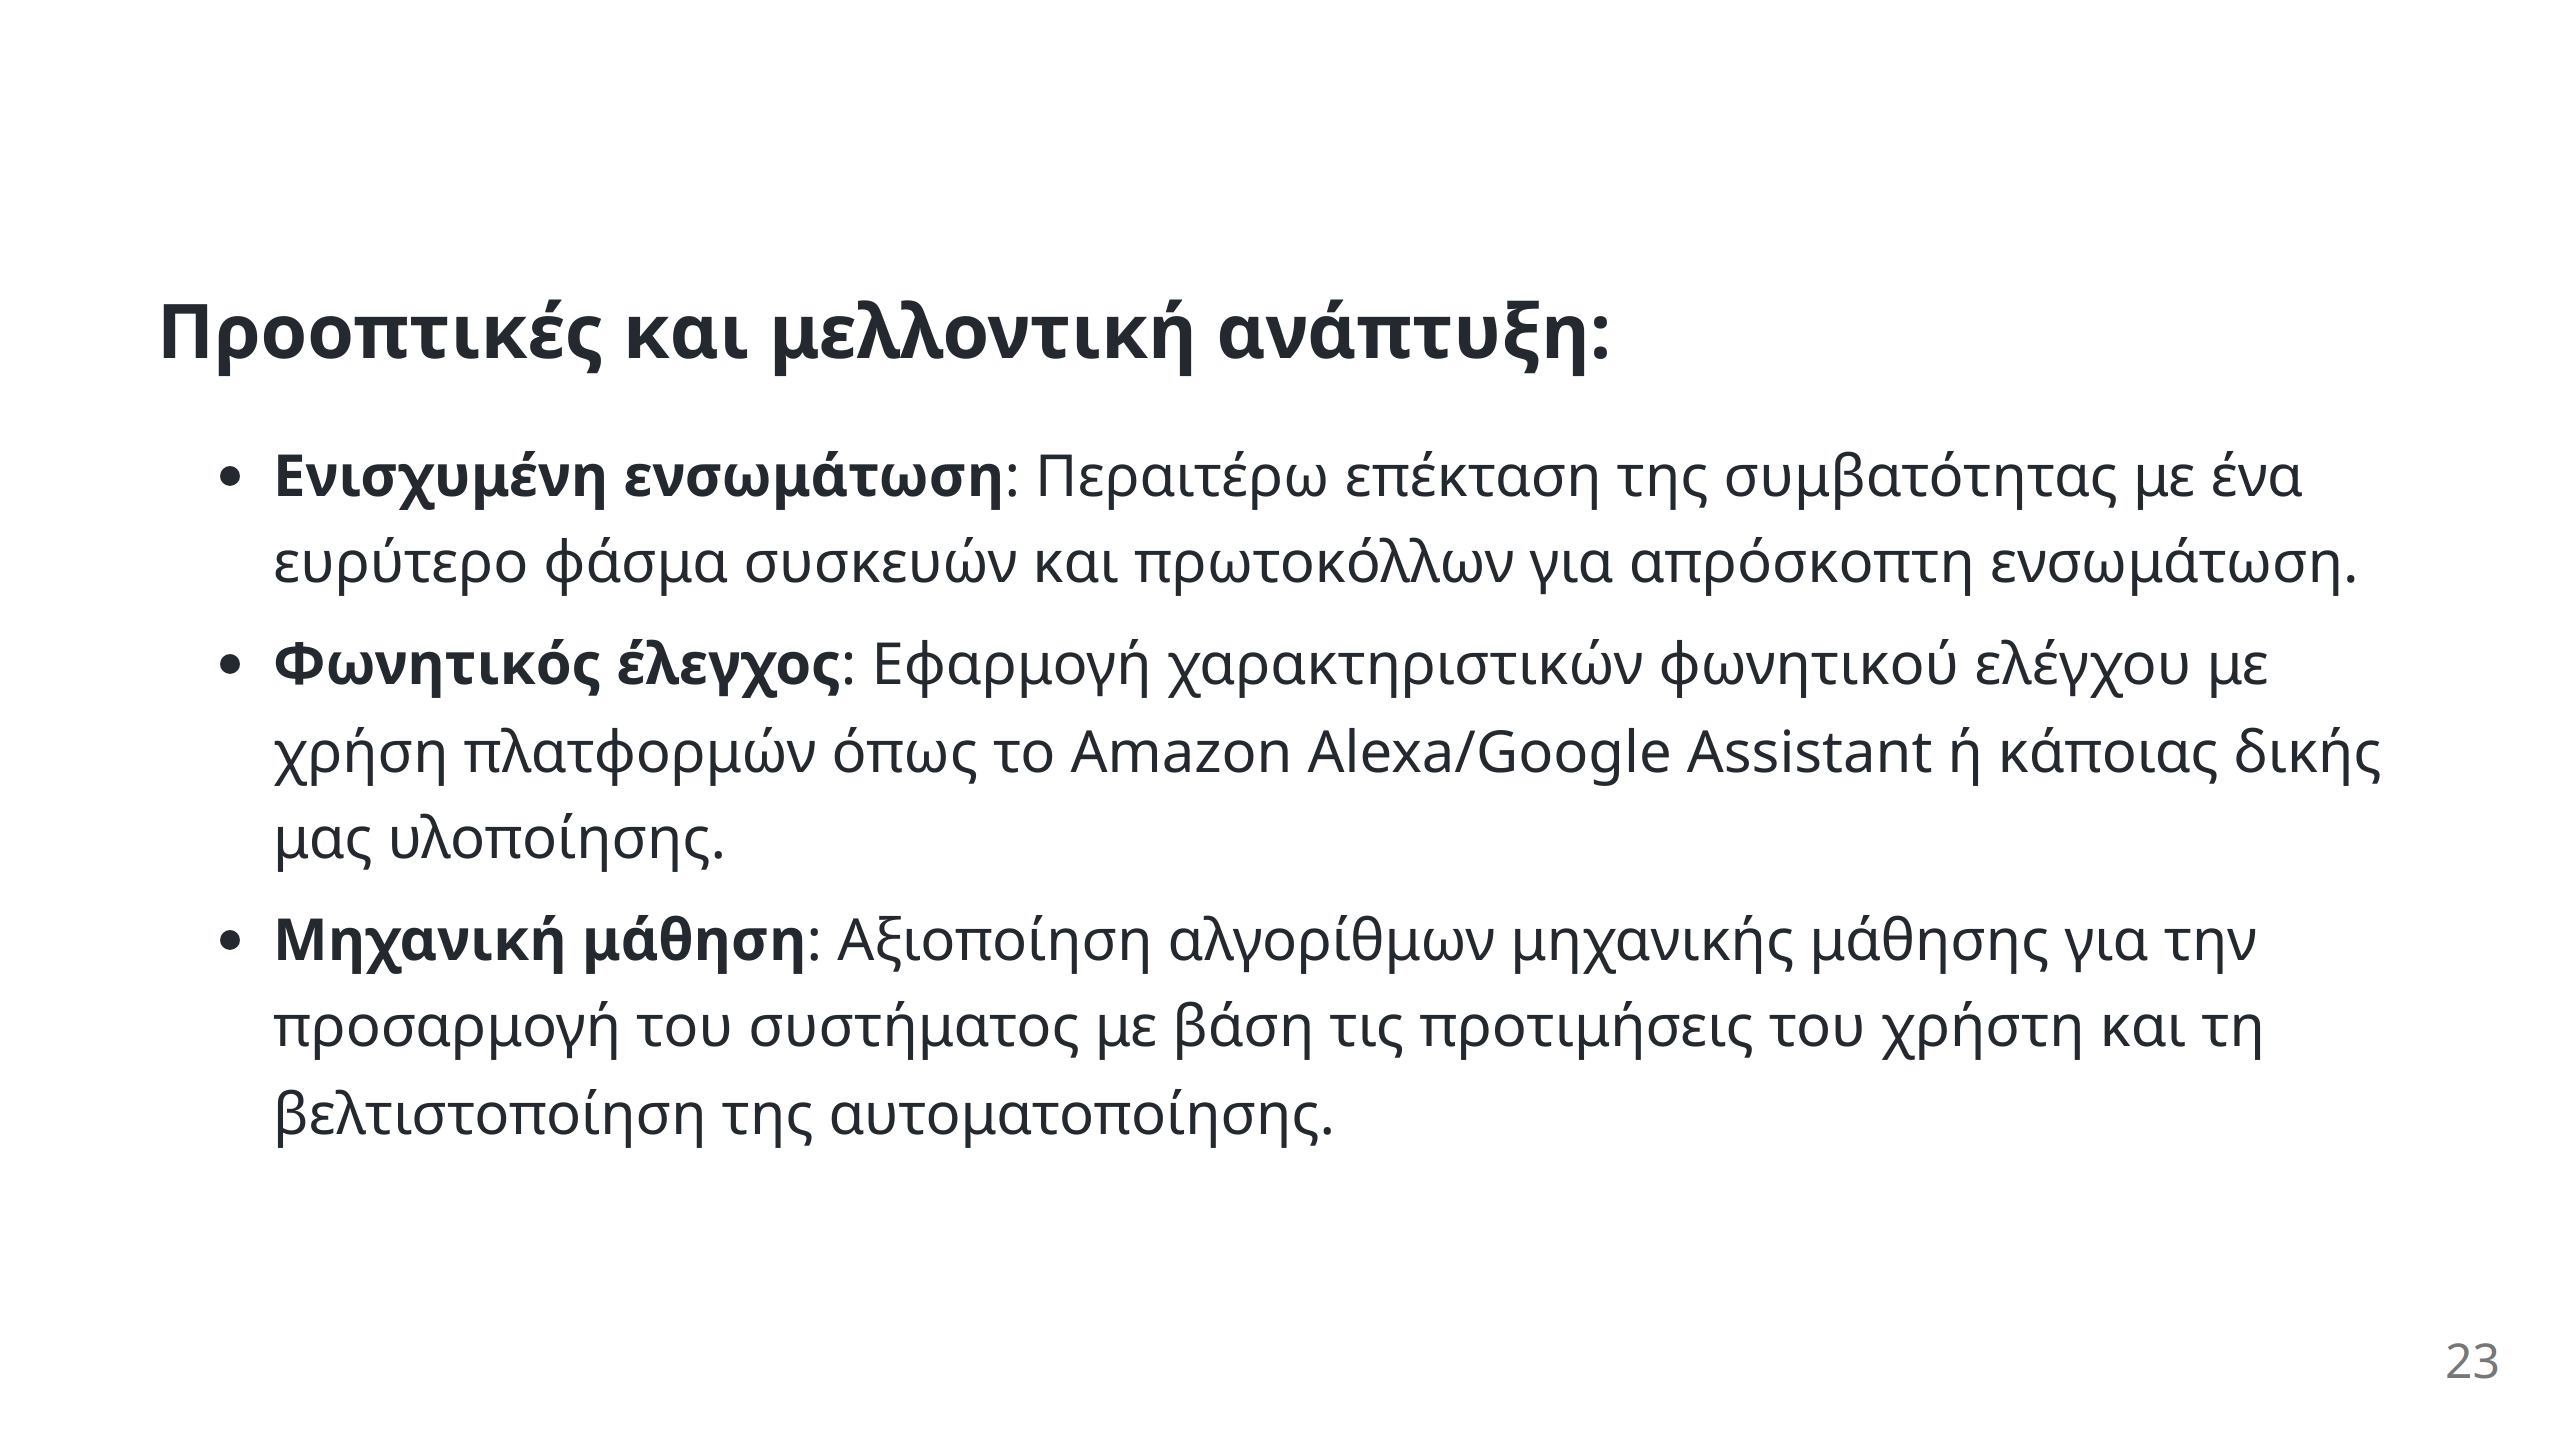 Προοπτικές και μελλοντική ανάπτυξη:
• Ενισχυμένη ενσωμάτωση: Περαιτέρω επέκταση της συμβατότητας με ένα
ευρύτερο φάσμα συσκευών και πρωτοκόλλων για απρόσκοπτη ενσωμάτωση.
• Φωνητικός έλεγχος: Εφαρμογή χαρακτηριστικών φωνητικού ελέγχου με
χρήση πλατφορμών όπως το Amazon Alexa/Google Assistant ή κάποιας δικής
μας υλοποίησης.
• Μηχανική μάθηση: Αξιοποίηση αλγορίθμων μηχανικής μάθησης για την
προσαρμογή του συστήματος με βάση τις προτιμήσεις του χρήστη και τη
βελτιστοποίηση της αυτοματοποίησης.
23